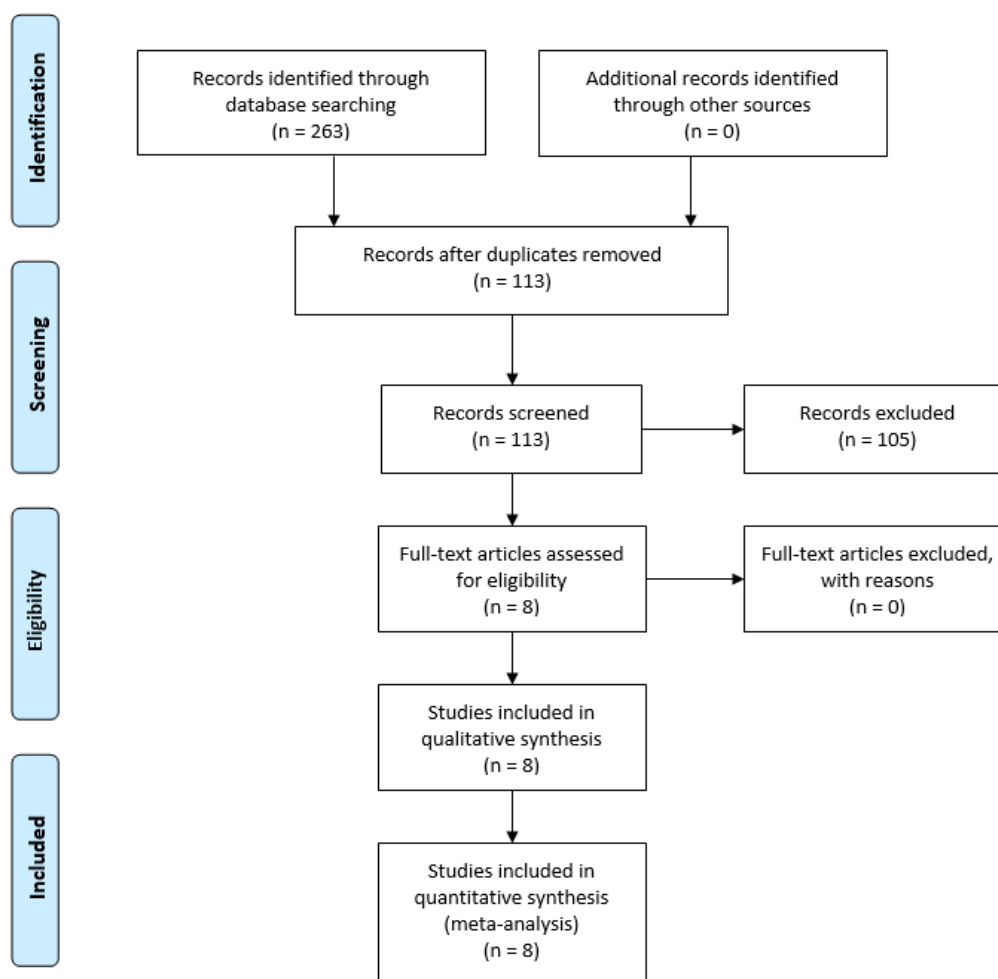 Identification
Records identified through
database searching
(n = 263)
Additional records identified
through other sources
(n = 0)
Records after duplicates removed
(n = 113)
Screening
Records screened
(n = 113)
Records excluded
(n = 105)
Eligibility
Full-text articles assessed
for eligibility
(n = 8)
Full-text articles excluded,
with reasons
(n = 0)
Studies included in
qualitative synthesis
(n = 8)
Included
Studies included in
quantitative synthesis
(meta-analysis)
(n = 8)